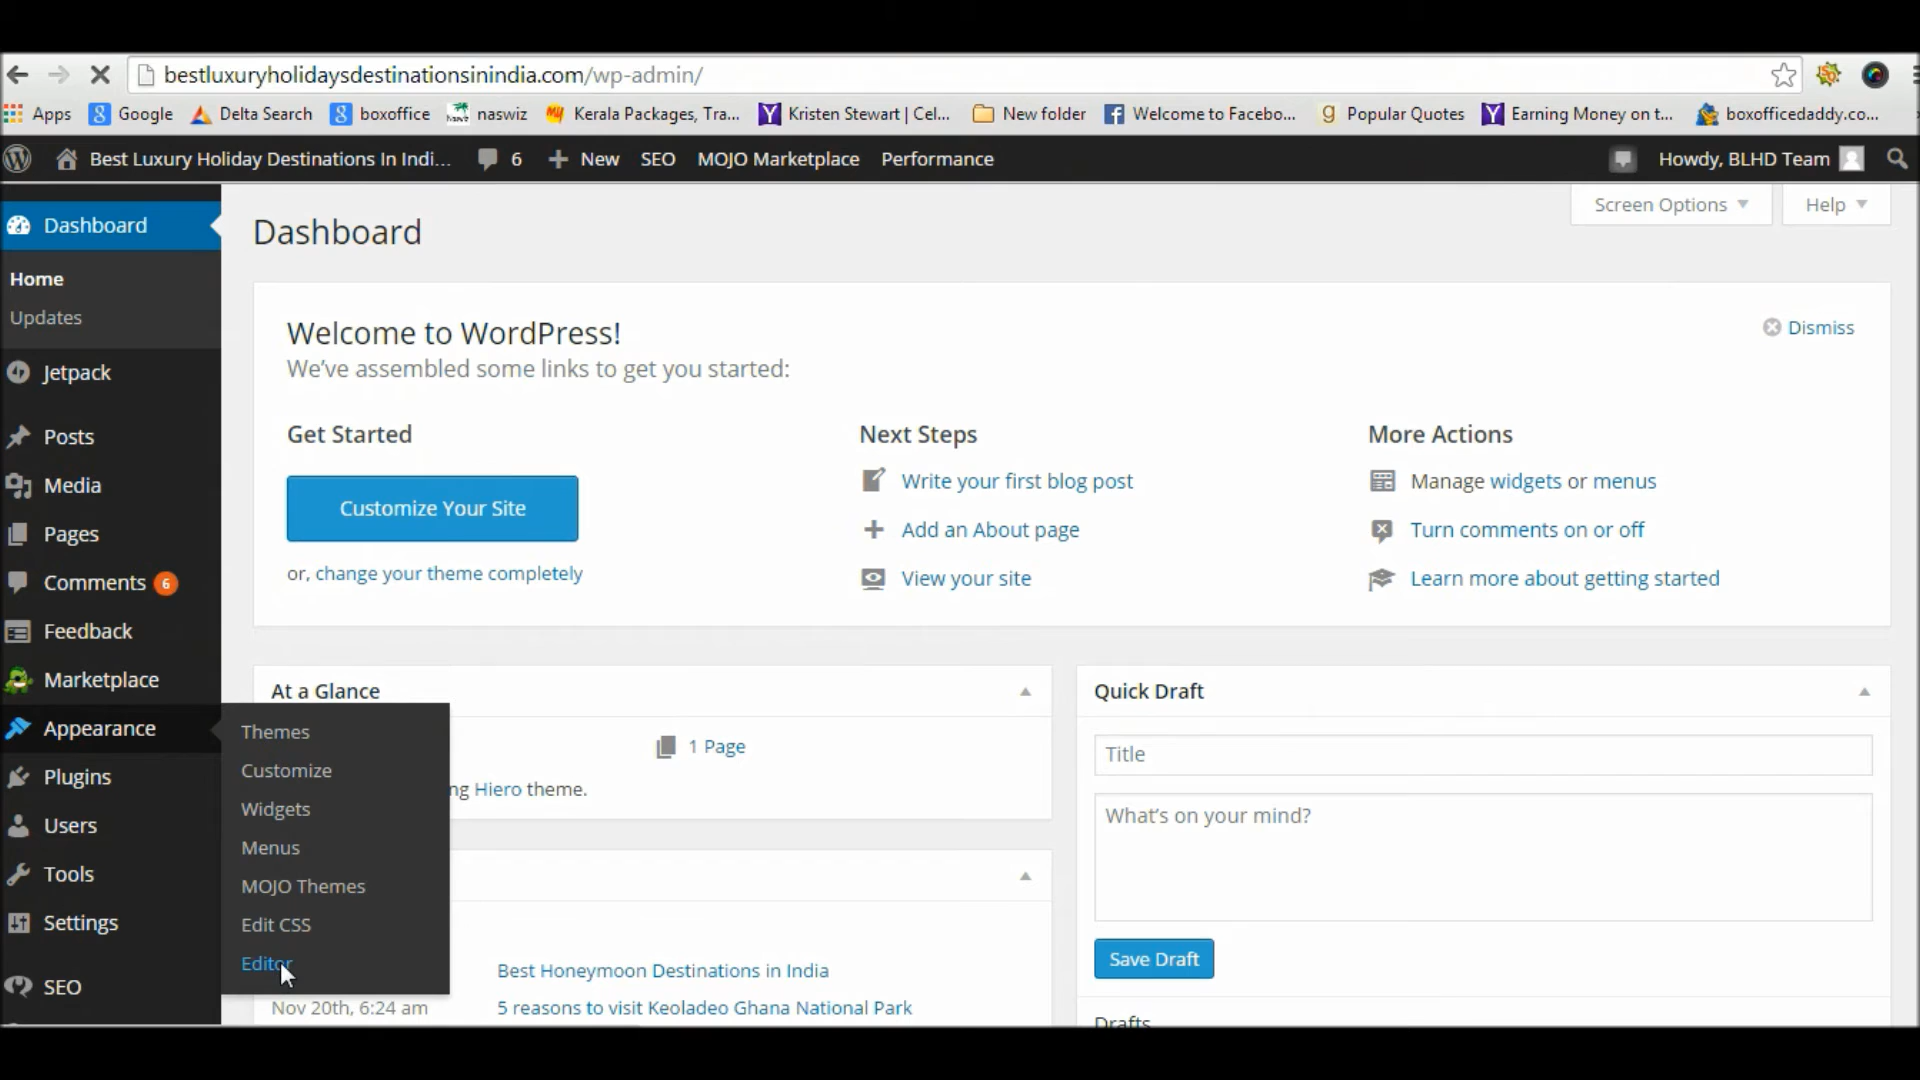 bestluxuryholidaysdestinationsinindia.com/wp-admin/
Apps Google Delta Search boxoffice naswiz Kerala Packages, Tra... Kristen Stewart | Cel... New folder Welcome to Facebo... Popular Quotes Earning Money on t... boxofficedaddy.co...
Best Luxury Holiday Destinations In Indi... 6 New SEO MOJO Marketplace Performance Howdy, BLHD Team
Dashboard
Home
Updates
Jetpack
Posts
Media
Pages
Comments 6
Feedback
Marketplace
Appearance
Plugins
Users
Tools
Settings
SEO
Themes
Customize
Widgets
Menus
MOJO Themes
Edit CSS
Editor
Screen Options Help
Dashboard
Welcome to WordPress!
Dismiss
We've assembled some links to get you started:
Get Started
Customize Your Site
or, change your theme completely
Next Steps
Write your first blog post
Add an About page
View your site
More Actions
Manage widgets or menus
Turn comments on or off
Learn more about getting started
At a Glance
1 Page
ng Hiero theme.
Best Honeymoon Destinations in India
Nov 20th, 6:24 am 5 reasons to visit Keoladeo Ghana National Park
Quick Draft
Title
What's on your mind?
Save Draft
Drafts